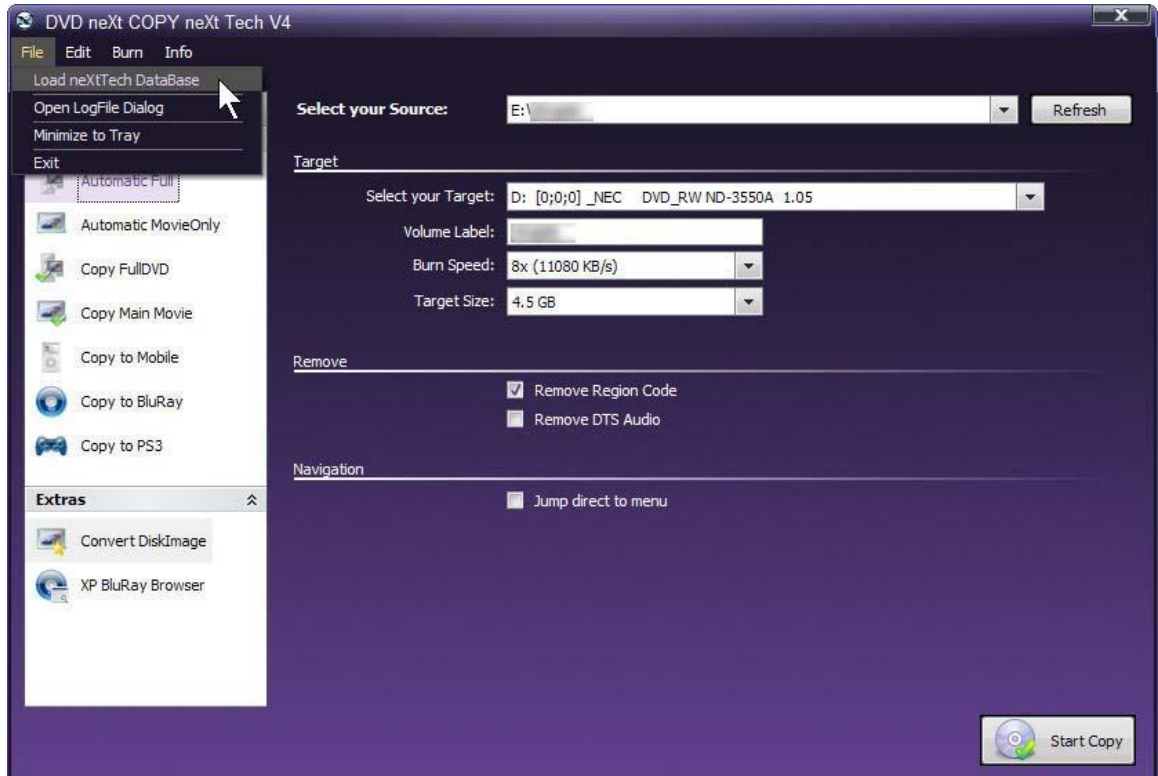 DVD neXt COPY neXt Tech V4
File Edit Burn Info
Load neXtTech DataBase
Open LogFile Dialog
Minimize to Tray
Exit
Automatic Full
Automatic MovieOnly
Copy FullDVD
Copy Main Movie
Copy to Mobile
Copy to BluRay
Copy to PS3
Extras
Convert DiskImage
XP BluRay Browser
Select your Source: E:\ Refresh
Target
Select your Target: D: [0;0;0] _NEC DVD_RW ND-3550A 1.05
Volume Label:
Burn Speed: 8x (11080 KB/s)
Target Size: 4.5 GB
Remove
Remove Region Code
Remove DTS Audio
Navigation
Jump direct to menu
Start Copy